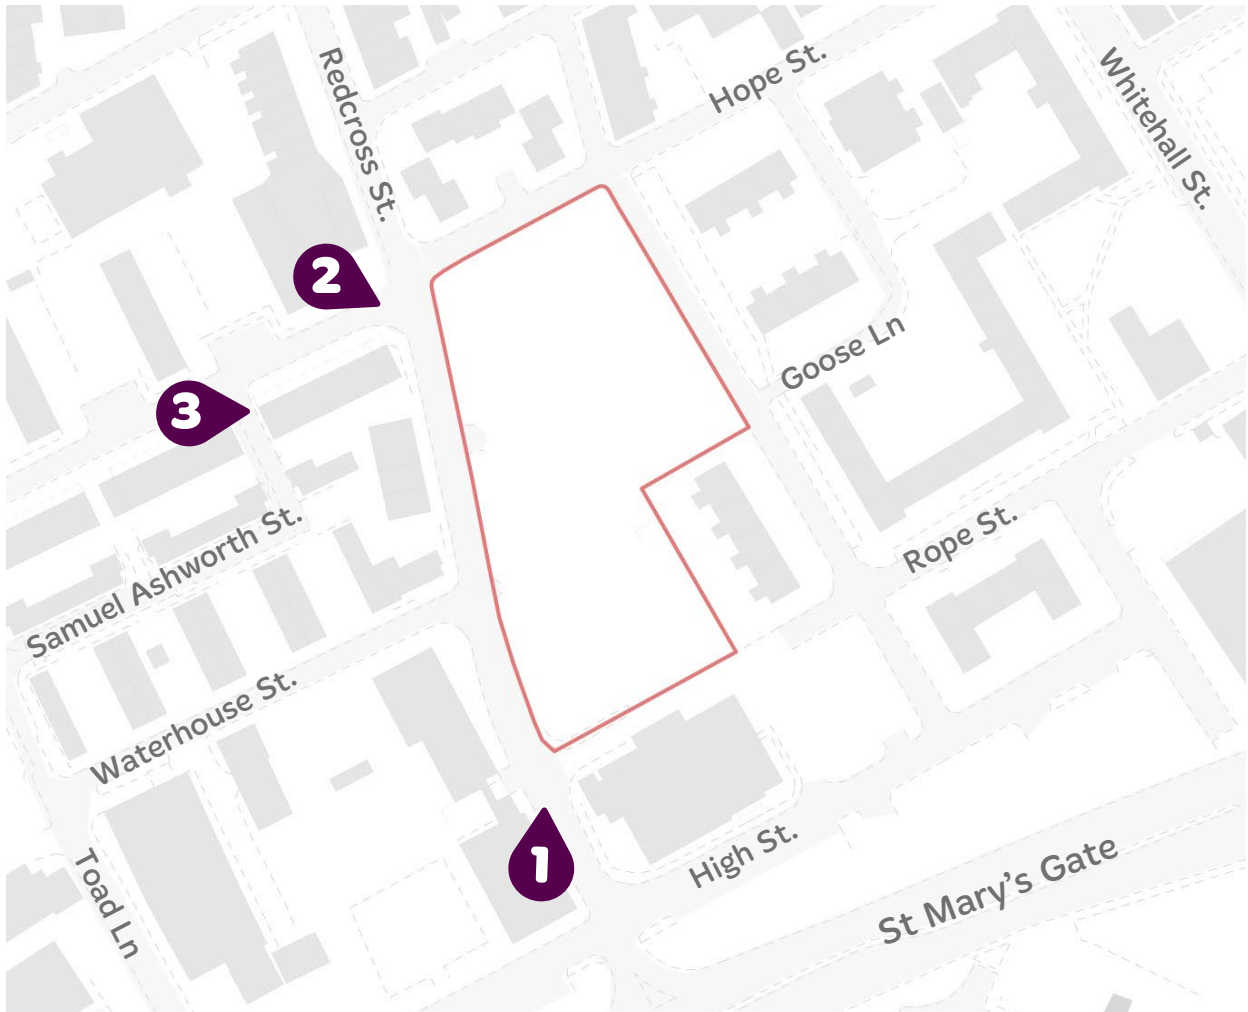 Redcross St.
Hope St.
Whitehall St.
2
Goose Ln
3
Samuel Ashworth St.
Rope St.
Waterhouse St.
1
High St.
Toad Ln
St Mary's Gate